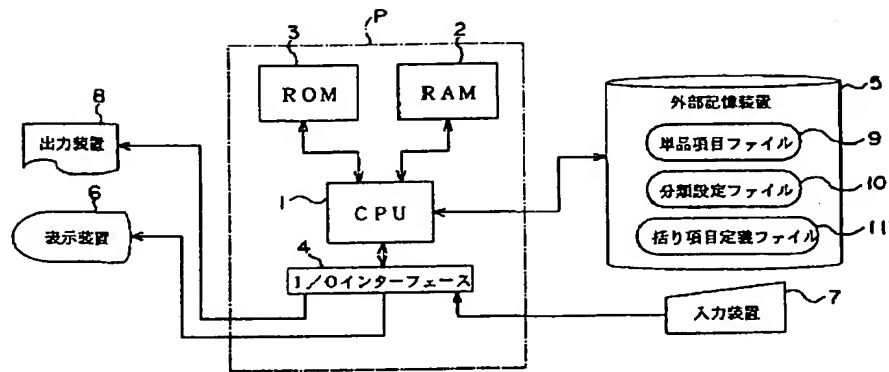 P
3
2
ROM
RAM
8
出力装置
6
表示装置
1
CPU
4
I/Oインターフェース
5
外部記憶装置
単品項目ファイル
9
分類設定ファイル
10
括り項目定義ファイル
11
入力装置
7